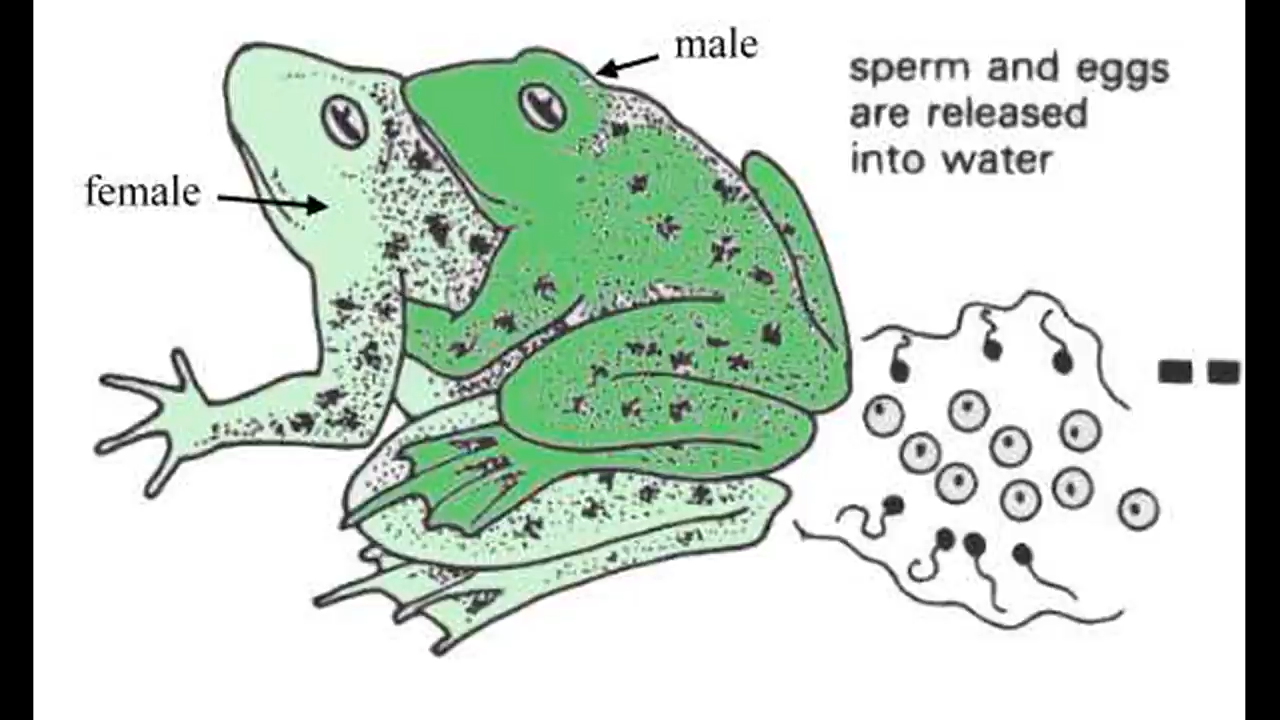 male
sperm and eggs
are released
into water
female